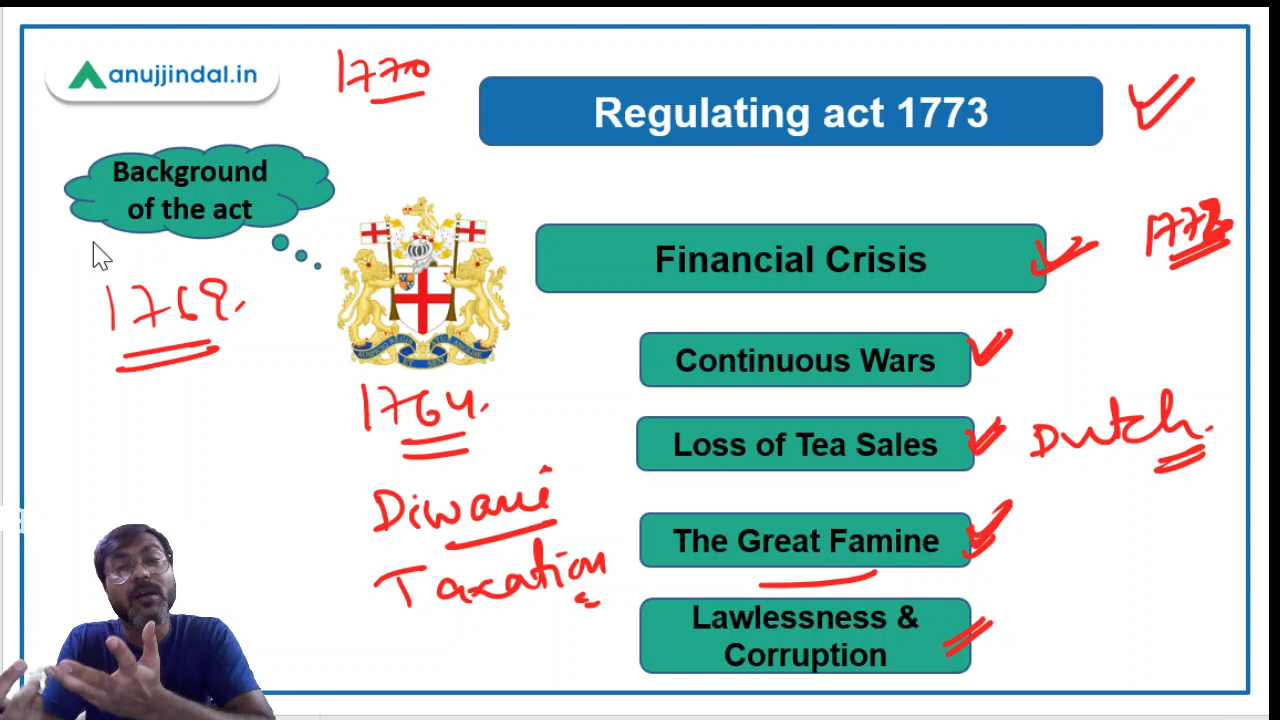 anujjindal.in
1770
Regulating act 1773
Background
of the act
Financial Crisis
1773
1769.
Continuous Wars
1764.
Loss of Tea Sales
Dutch.
Diwani
The Great Famine
Taxation
Lawlessness &
Corruption